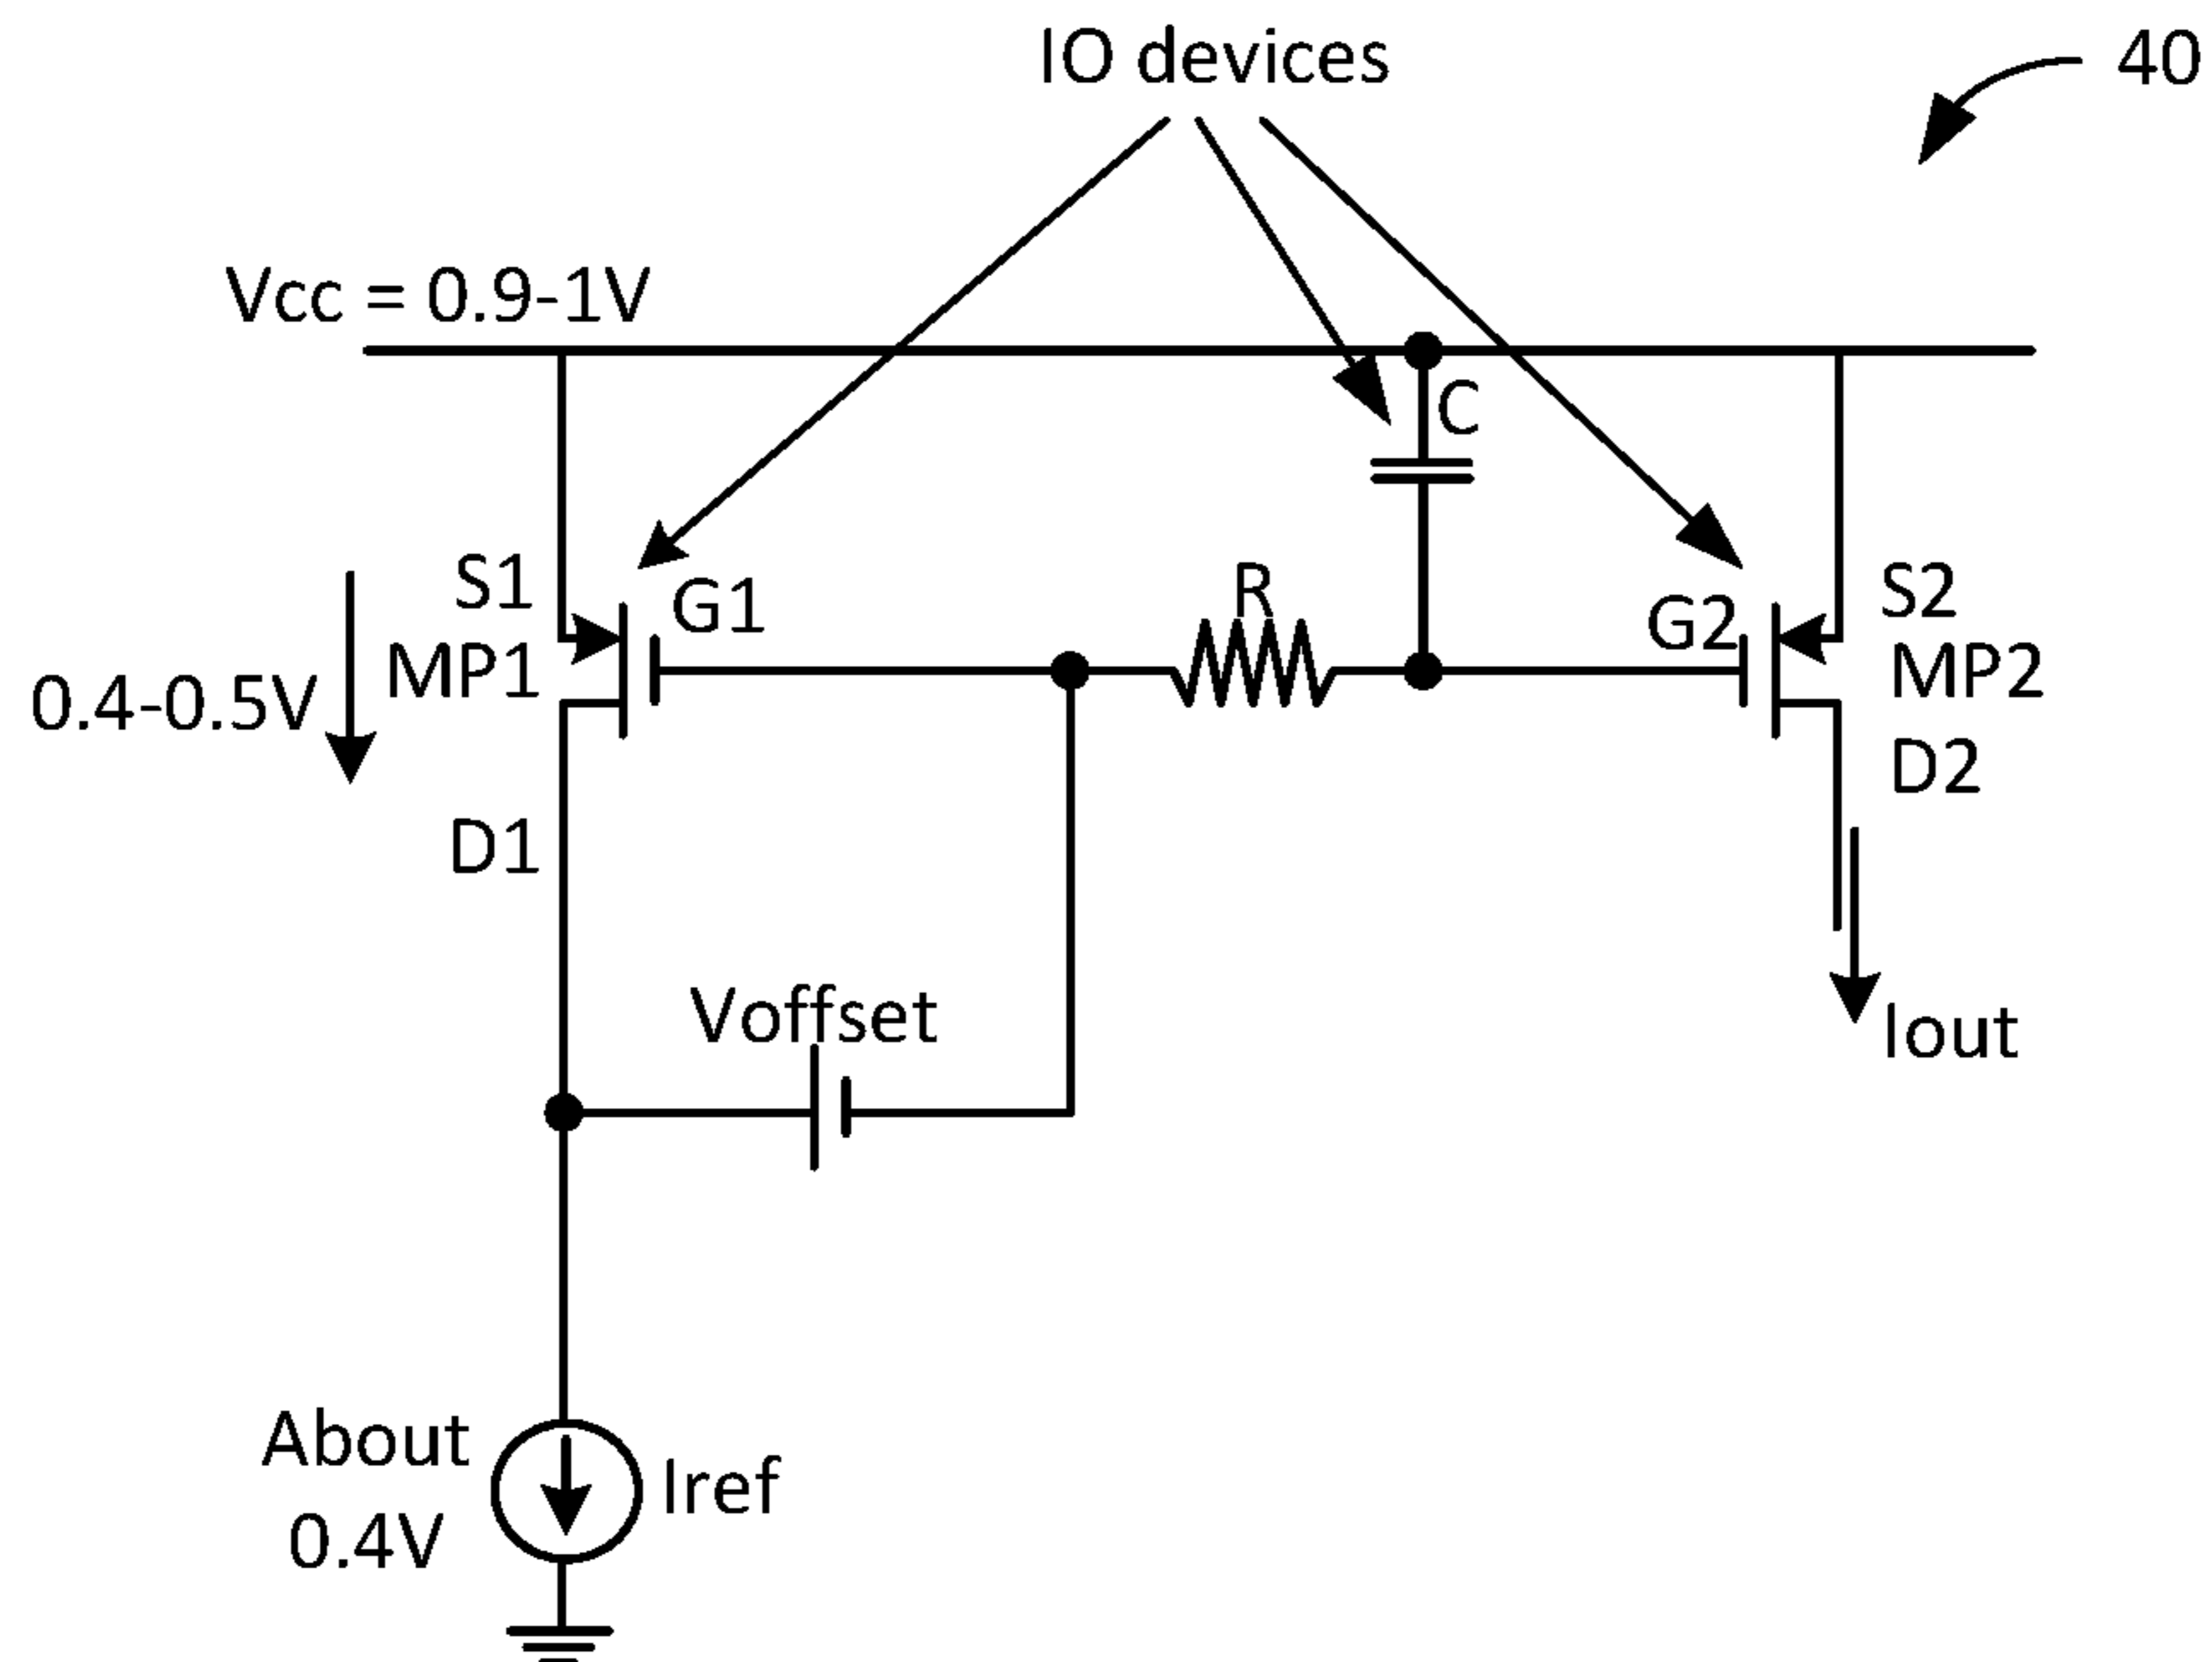 IO devices
40
Vcc = 0.9-1V
C
S1
G1
R
G2
S2
MP1
MP2
0.4-0.5V
D2
D1
Voffset
Iout
About
0.4V
Iref